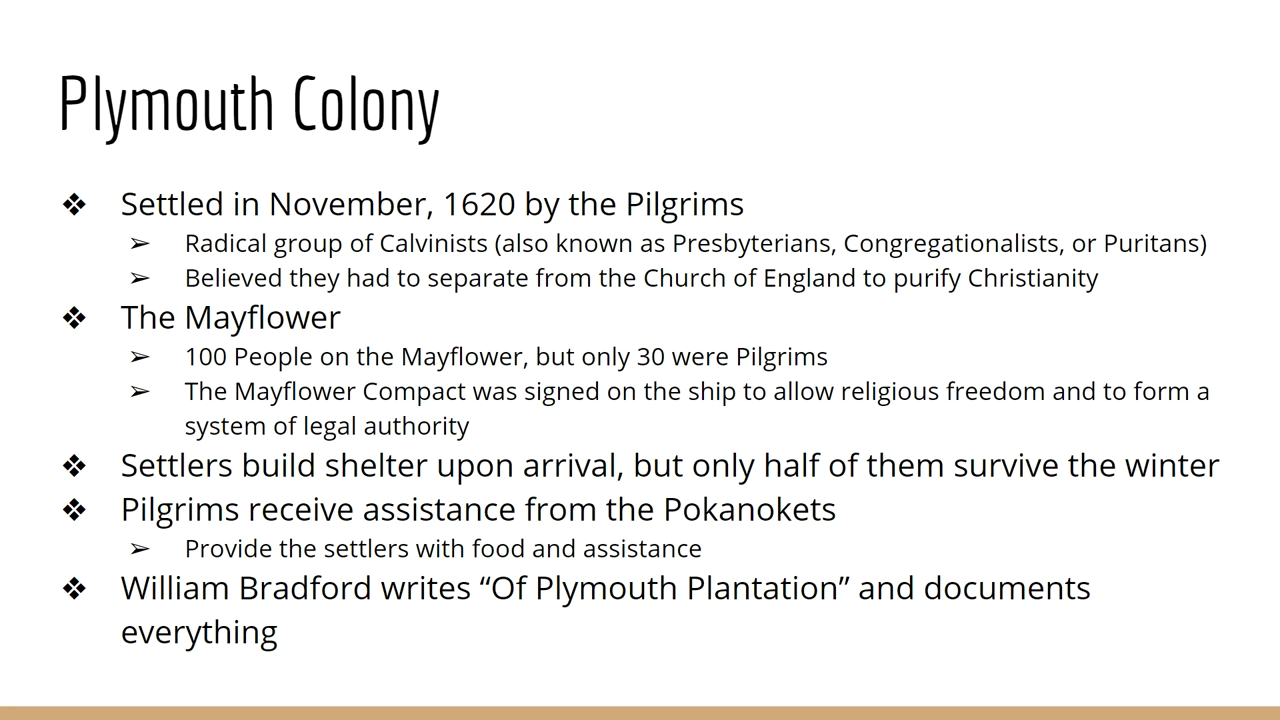 Plymouth Colony
❖ Settled in November, 1620 by the Pilgrims
➢ Radical group of Calvinists (also known as Presbyterians, Congregationalists, or Puritans)
➢ Believed they had to separate from the Church of England to purify Christianity
❖ The Mayflower
➢ 100 People on the Mayflower, but only 30 were Pilgrims
➢ The Mayflower Compact was signed on the ship to allow religious freedom and to form a
system of legal authority
❖ Settlers build shelter upon arrival, but only half of them survive the winter
❖ Pilgrims receive assistance from the Pokanokets
➢ Provide the settlers with food and assistance
❖ William Bradford writes “Of Plymouth Plantation” and documents
everything